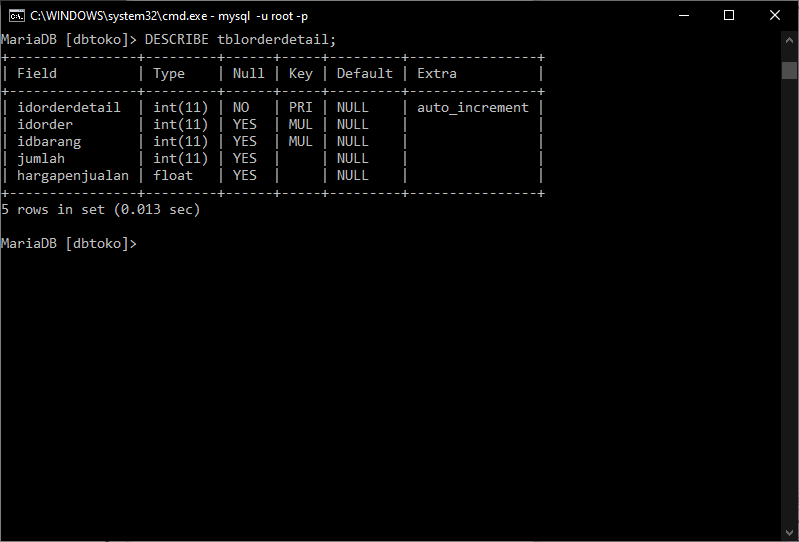 C:\WINDOWS\system32\cmd.exe - mysql  -u root -p
MariaDB [dbtoko]> DESCRIBE tblorderdetail;
+----------------+---------+------+-----+---------+----------------+
| Field          | Type    | Null | Key | Default | Extra          |
+----------------+---------+------+-----+---------+----------------+
| idorderdetail  | int(11) | NO   | PRI | NULL    | auto_increment |
| idorder        | int(11) | YES  | MUL | NULL    |                |
| idbarang       | int(11) | YES  | MUL | NULL    |                |
| jumlah         | int(11) | YES  |     | NULL    |                |
| hargapenjualan | float   | YES  |     | NULL    |                |
+----------------+---------+------+-----+---------+----------------+
5 rows in set (0.013 sec)
MariaDB [dbtoko]>